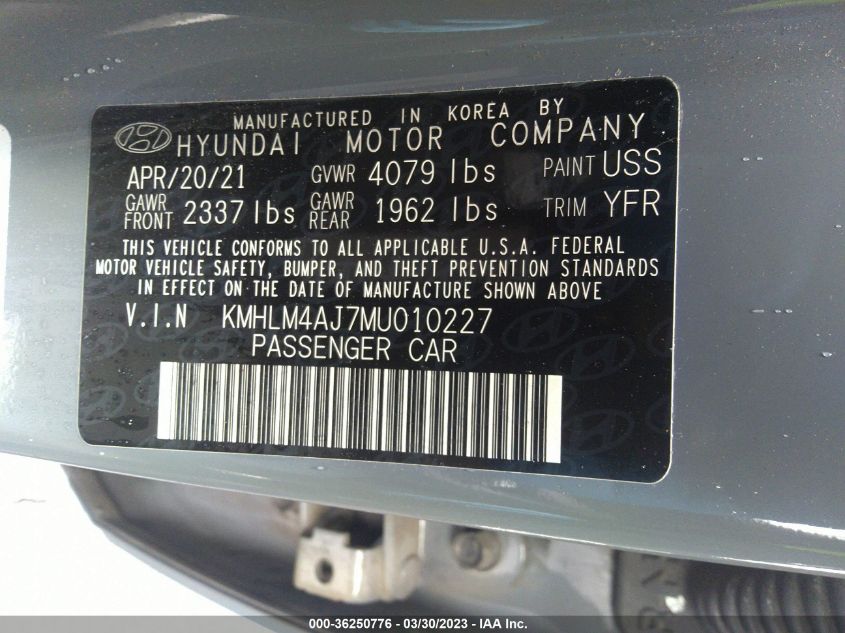 MANUFACTURED IN KOREA BY
HYUNDAI MOTOR COMPANY
APR/20/21 GVWR 4079 lbs PAINT USS
GAWR FRONT 2337 lbs GAWR REAR 1962 lbs TRIM YFR
THIS VEHICLE CONFORMS TO ALL APPLICABLE U.S.A. FEDERAL
MOTOR VEHICLE SAFETY, BUMPER, AND THEFT PREVENTION STANDARDS
IN EFFECT ON THE DATE OF MANUFACTURE SHOWN ABOVE
V.I.N KMHLM4AJ7MU010227
PASSENGER CAR
000-36250776 - 03/30/2023 - IAA Inc.